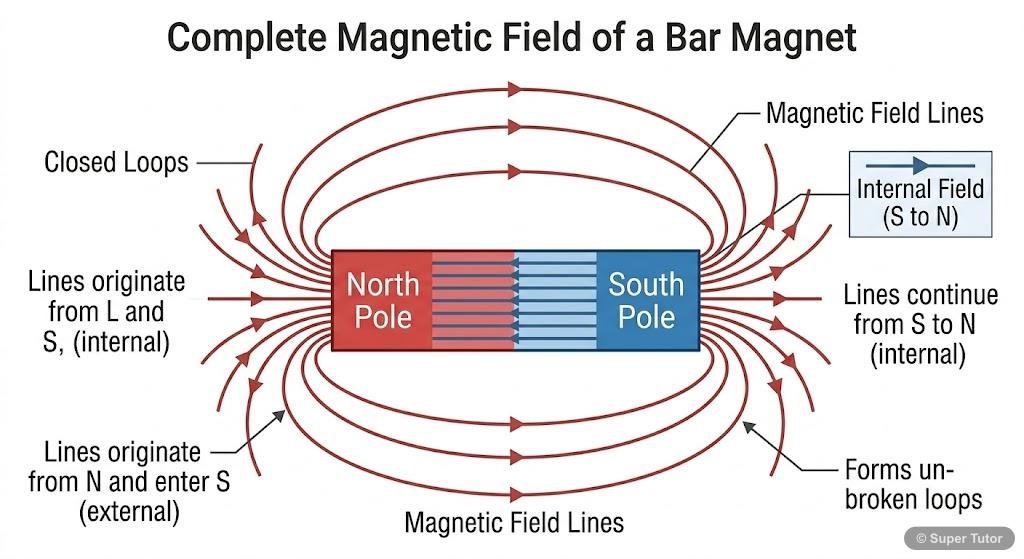 Complete Magnetic Field of a Bar Magnet
Magnetic Field Lines
Closed Loops
Internal Field
(S to N)
Lines originate
from L and
S, (internal)
North
Pole
South
Pole
Lines continue
from S to N
(internal)
Lines originate
from N and enter S
(external)
Forms un-
broken loops
Magnetic Field Lines
© Super Tutor